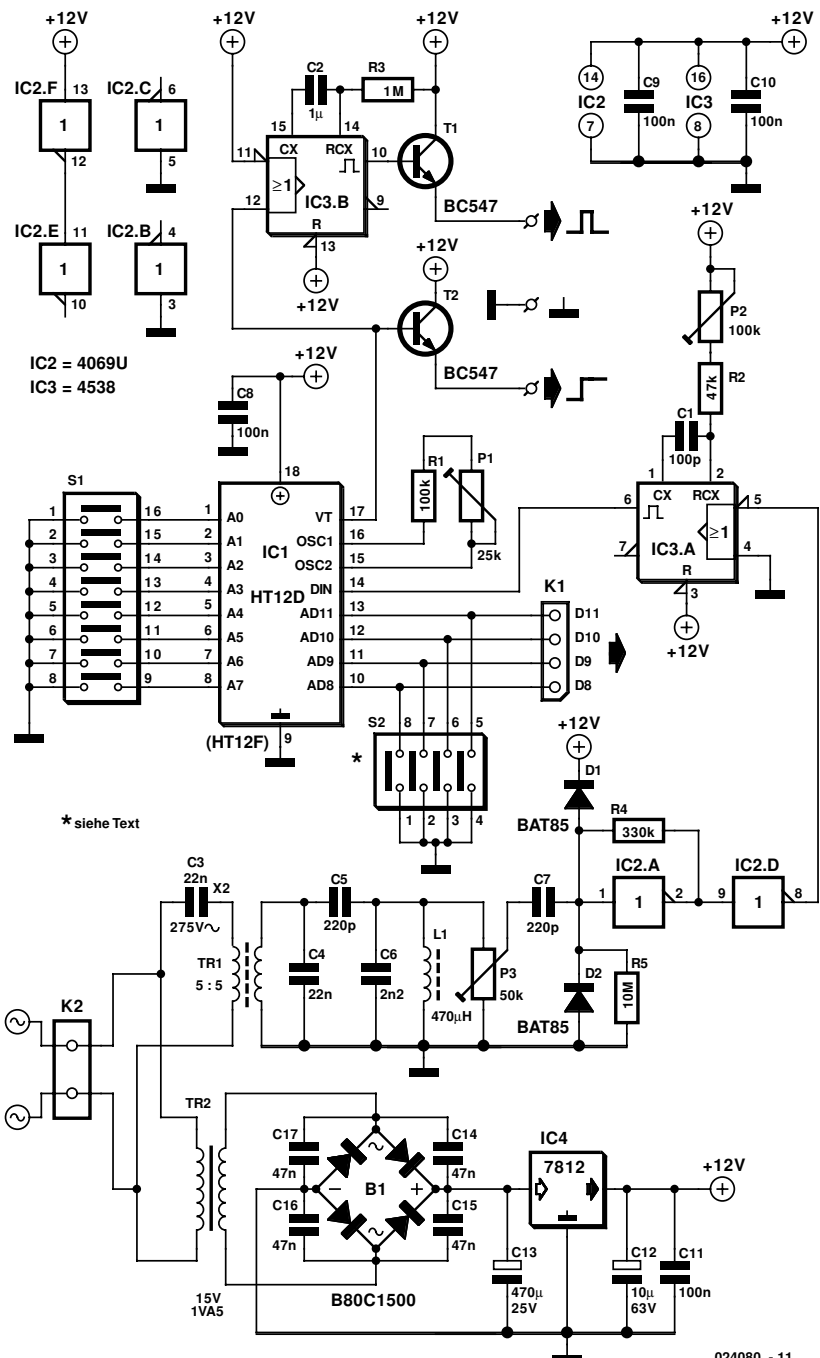 +12V
+12V
+12V
+12V
IC2.F
13
1
12
IC2.C
6
1
5
IC2.E
11
1
10
IC2.B
4
1
3
IC2 = 4069U
IC3 = 4538
C2
1µ
R3
1M
15
14
CX
RCX
11
12
≥1
IC3.B
R
13
10
9
+12V
T1
BC547
+12V
T2
BC547
14
IC2
7
C9
100n
16
IC3
8
C10
100n
+12V
P2
100k
R2
47k
C1
100p
1
2
CX
RCX
6
5
7
4
≥1
IC3.A
R
3
+12V
C8
100n
+12V
18
S1
1
2
3
4
5
6
7
8
16
15
14
13
12
11
10
9
1
2
3
4
5
6
7
8
A0
A1
A2
A3
A4
A5
A6
A7
IC1
HT12D
VT
OSC1
OSC2
DIN
AD11
AD10
AD9
AD8
17
16
15
14
13
12
11
10
9
(HT12F)
R1
100k
P1
25k
K1
D11
D10
D9
D8
S2
8
7
6
5
1
2
3
4
*
* siehe Text
+12V
D1
BAT85
R4
330k
IC2.A
1
1
2
IC2.D
9
1
8
C3
22n
X2
275V~
TR1
5 : 5
C5
220p
C4
22n
C6
2n2
L1
470µH
P3
50k
C7
220p
D2
BAT85
R5
10M
K2
TR2
15V
1VA5
C17
47n
C14
47n
B1
C16
47n
C15
47n
B80C1500
IC4
7812
+12V
C13
470µ
25V
C12
10µ
63V
C11
100n
024080 - 11